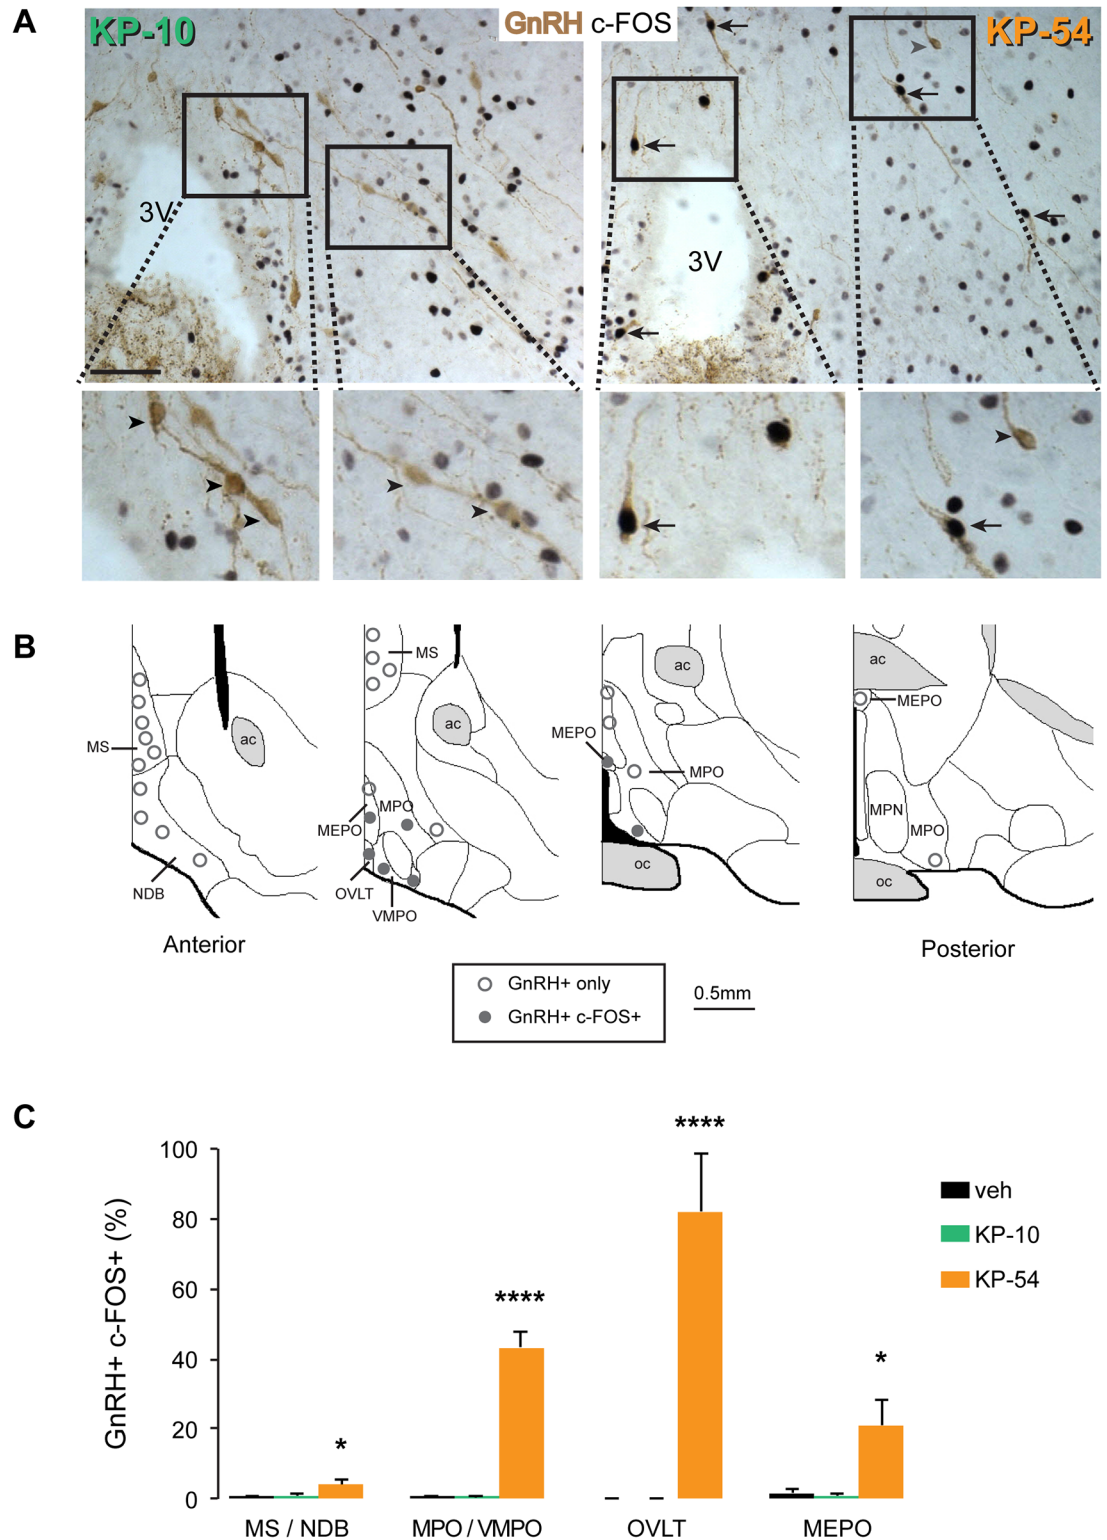 A
KP-10
GnRH c-FOS
KP-54
3V
3V
B
MS
ac
NDB
Anterior
MS
ac
MPO
MEPO
OVLT
VMPO
ac
MEPO
MPO
oc
ac
MEPO
MPN
MPO
oc
Posterior
GnRH+ only
GnRH+ c-FOS+
0.5mm
C
GnRH+ c-FOS+ (%)
100
80
60
40
20
0
*
****
****
*
veh
KP-10
KP-54
MS / NDB
MPO / VMPO
OVLT
MEPO